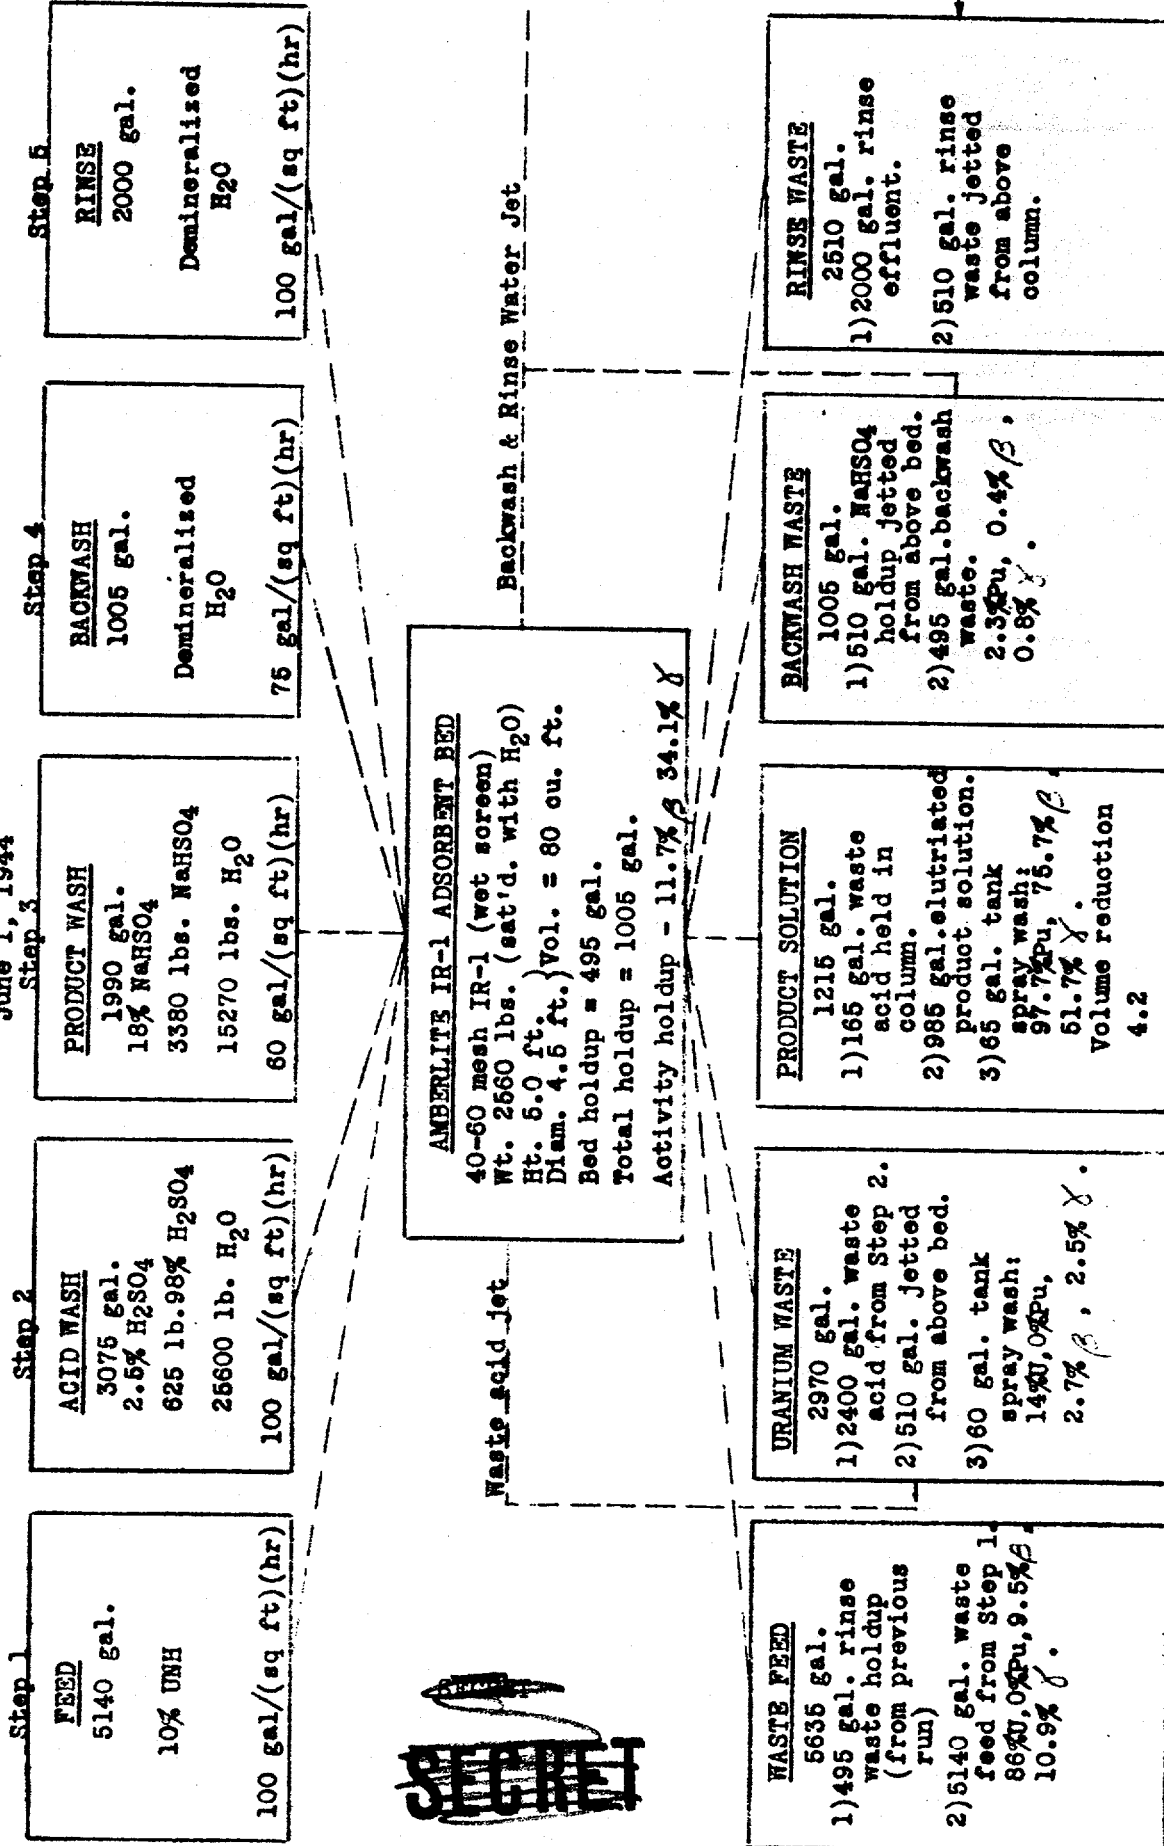 June 1, 1944
Step 1
FEED
5140 gal.
10% UNH
100 gal/(sq ft)(hr)
Step 2
ACID WASH
3075 gal.
2.5% H2SO4
625 lb.98% H2SO4
25600 lb. H2O
100 gal/(sq ft)(hr)
Step 3
PRODUCT WASH
1990 gal.
18% NaHSO4
3380 lbs. NaHSO4
15270 lbs. H2O
60 gal/(sq ft)(hr)
Step 4
BACKWASH
1005 gal.
Demineralized
H2O
75 gal/(sq ft)(hr)
Step 5
RINSE
2000 gal.
Demineralized
H2O
100 gal/(sq ft)(hr)
SECRET
Waste acid jet
AMBERLITE IR-1 ADSORBENT BED
40-60 mesh IR-1 (wet screen)
Wt. 2560 lbs. (sat'd. with H2O)
Ht. 5.0 ft.
Diam. 4.5 ft.}Vol. = 80 cu. ft.
Bed holdup = 495 gal.
Total holdup = 1005 gal.
Activity holdup - 11.7% β 34.1% γ
Backwash & Rinse Water Jet
WASTE FEED
5635 gal.
1)495 gal. rinse
waste holdup
(from previous
run)
2)5140 gal. waste
feed from Step 1.
86%U,0%Pu,9.5%β,
10.9% γ.
URANIUM WASTE
2970 gal.
1)2400 gal. waste
acid from Step 2.
2)510 gal. jetted
from above bed.
3)60 gal. tank
spray wash:
14%U,0%Pu,
2.7% β, 2.5% γ.
PRODUCT SOLUTION
1215 gal.
1)165 gal. waste
acid held in
column.
2)985 gal.elutriated
product solution.
3)65 gal. tank
spray wash:
97.7%Pu, 75.7%β,
51.7% γ.
Volume reduction
4.2
BACKWASH WASTE
1005 gal.
1)510 gal. NaHSO4
holdup jetted
from above bed.
2)495 gal.backwash
waste.
2.3%Pu, 0.4% β,
0.8% γ.
RINSE WASTE
2510 gal.
1)2000 gal. rinse
effluent.
2)510 gal. rinse
waste jetted
from above
column.